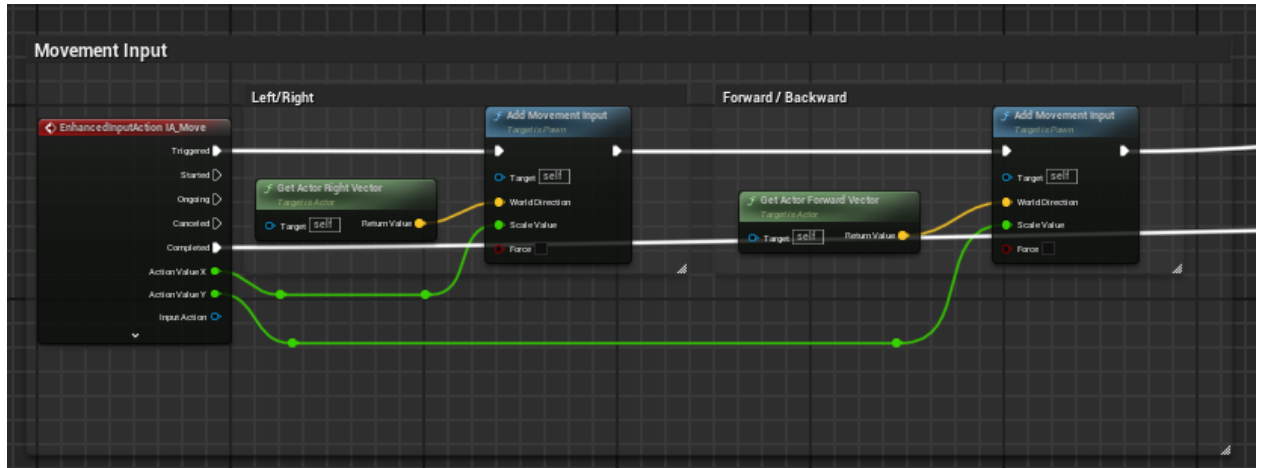 Movement Input
Left/Right
Forward / Backward
EnhancedInputAction IA_Move
Triggered
Started
Ongoing
Canceled
Completed
Action Value X
Action Value Y
Input Action
Get Actor Right Vector
Target is Actor
Target self Return Value
Add Movement Input
Target is Pawn
Target self
World Direction
Scale Value
Force
Get Actor Forward Vector
Target is Actor
Target self Return Value
Add Movement Input
Target is Pawn
Target self
World Direction
Scale Value
Force